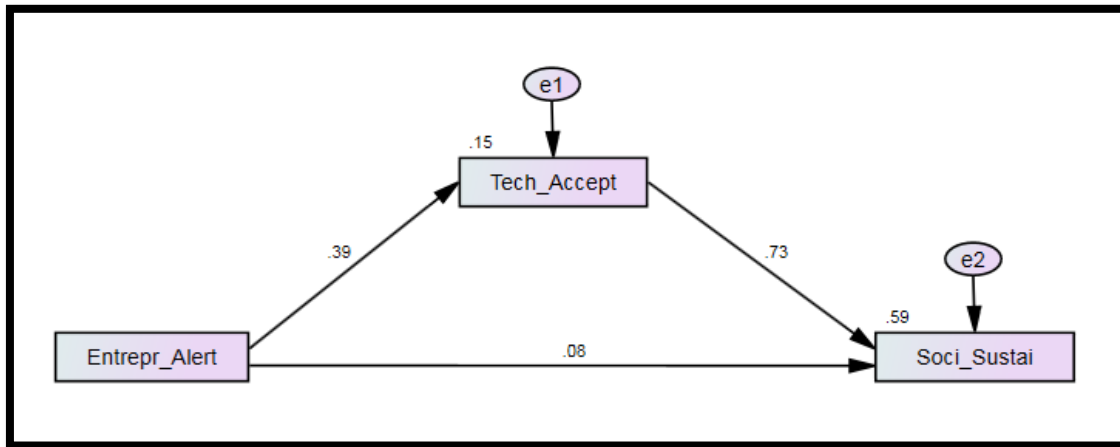 e1
.15
Tech_Accept
.39
.73
e2
.59
Entrepr_Alert
.08
Soci_Sustai